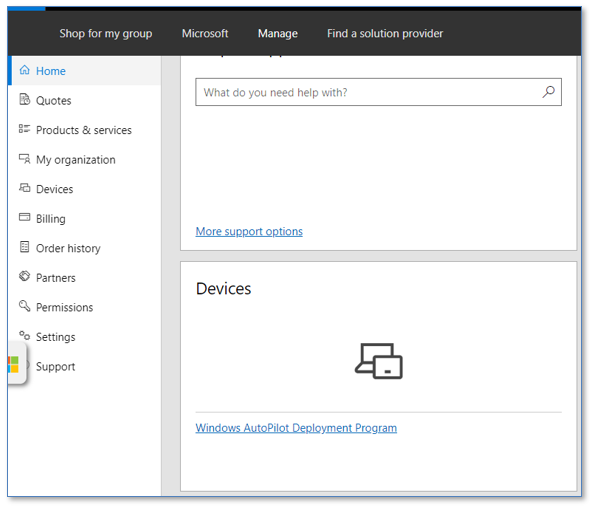 Shop for my group Microsoft Manage Find a solution provider
Home
Quotes
Products & services
My organization
Devices
Billing
Order history
Partners
Permissions
Settings
Support
What do you need help with?
More support options
Devices
Windows AutoPilot Deployment Program